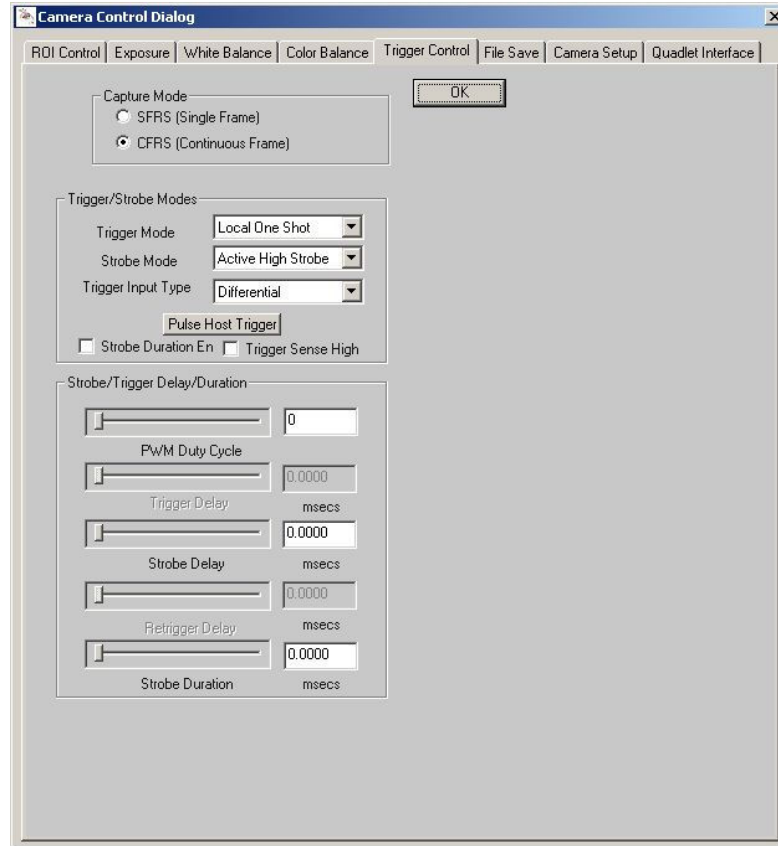 Camera Control Dialog
ROI Control Exposure White Balance Color Balance Trigger Control File Save Camera Setup Quadlet Interface
OK
Capture Mode
SFRS (Single Frame)
CFRS (Continuous Frame)
Trigger/Strobe Modes
Trigger Mode Local One Shot
Strobe Mode Active High Strobe
Trigger Input Type Differential
Pulse Host Trigger
Strobe Duration En Trigger Sense High
Strobe/Trigger Delay/Duration
0
PWM Duty Cycle
0.0000
Trigger Delay msecs
0.0000
Strobe Delay msecs
0.0000
Retrigger Delay msecs
0.0000
Strobe Duration msecs